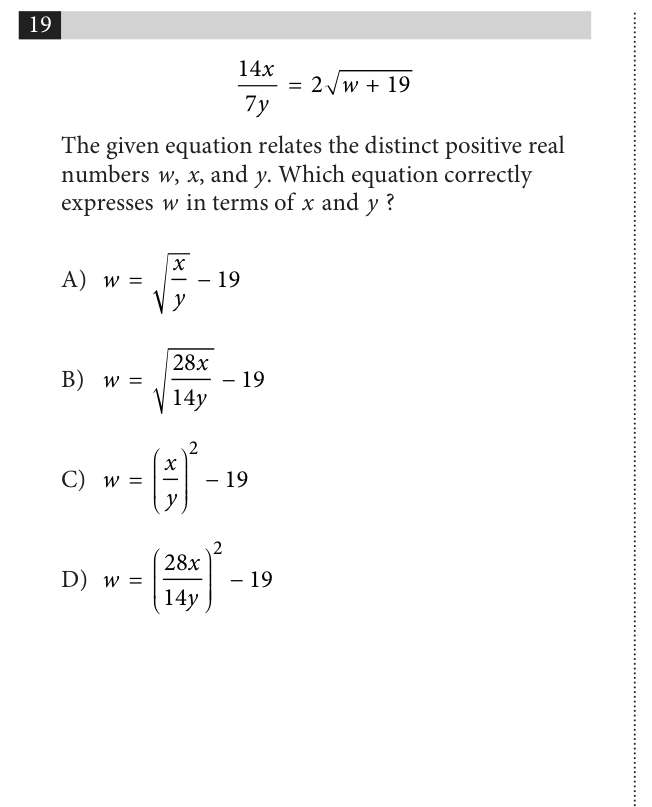 19
14x/7y = 2√(w + 19)
The given equation relates the distinct positive real
numbers w, x, and y. Which equation correctly
expresses w in terms of x and y ?
A) w = √(x/y) – 19
B) w = √(28x/14y) – 19
C) w = (x/y)² – 19
D) w = (28x/14y)² – 19